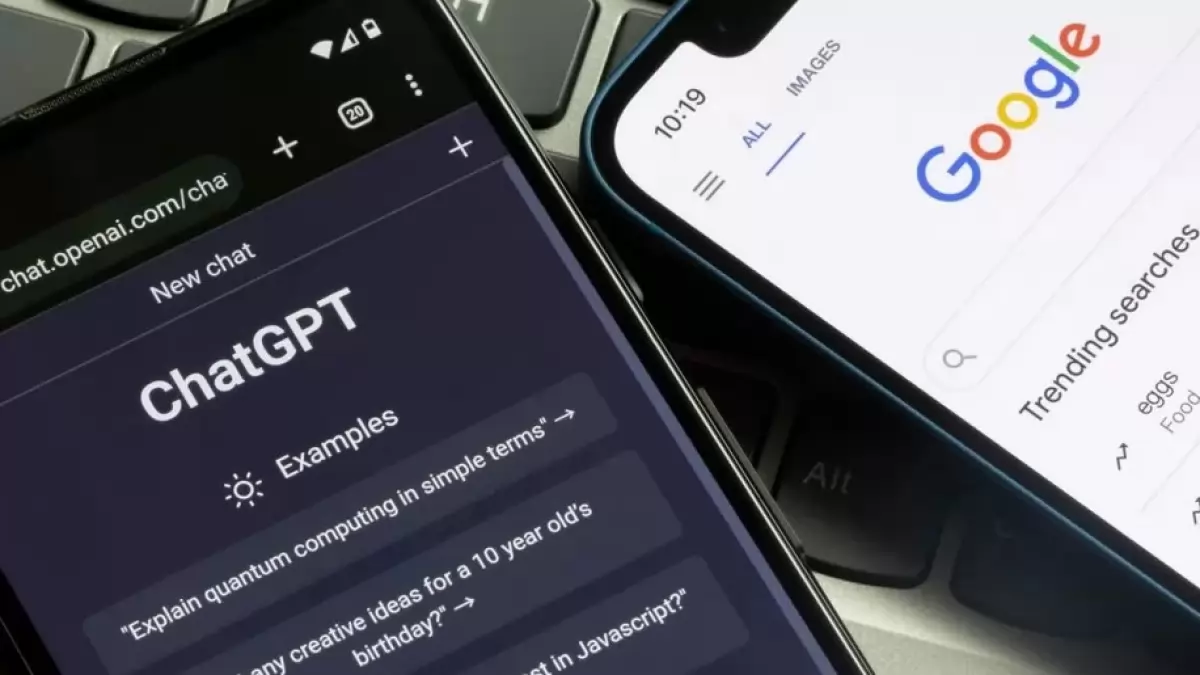 20
chat.openai.com/cha
New chat
ChatGPT
Examples
"Explain quantum computing in simple terms" →
any creative ideas for a 10 year old's
birthday?" →
in Javascript?"
10:19
ALL
IMAGES
Google
Trending searches
eggs
Food
Alt
H